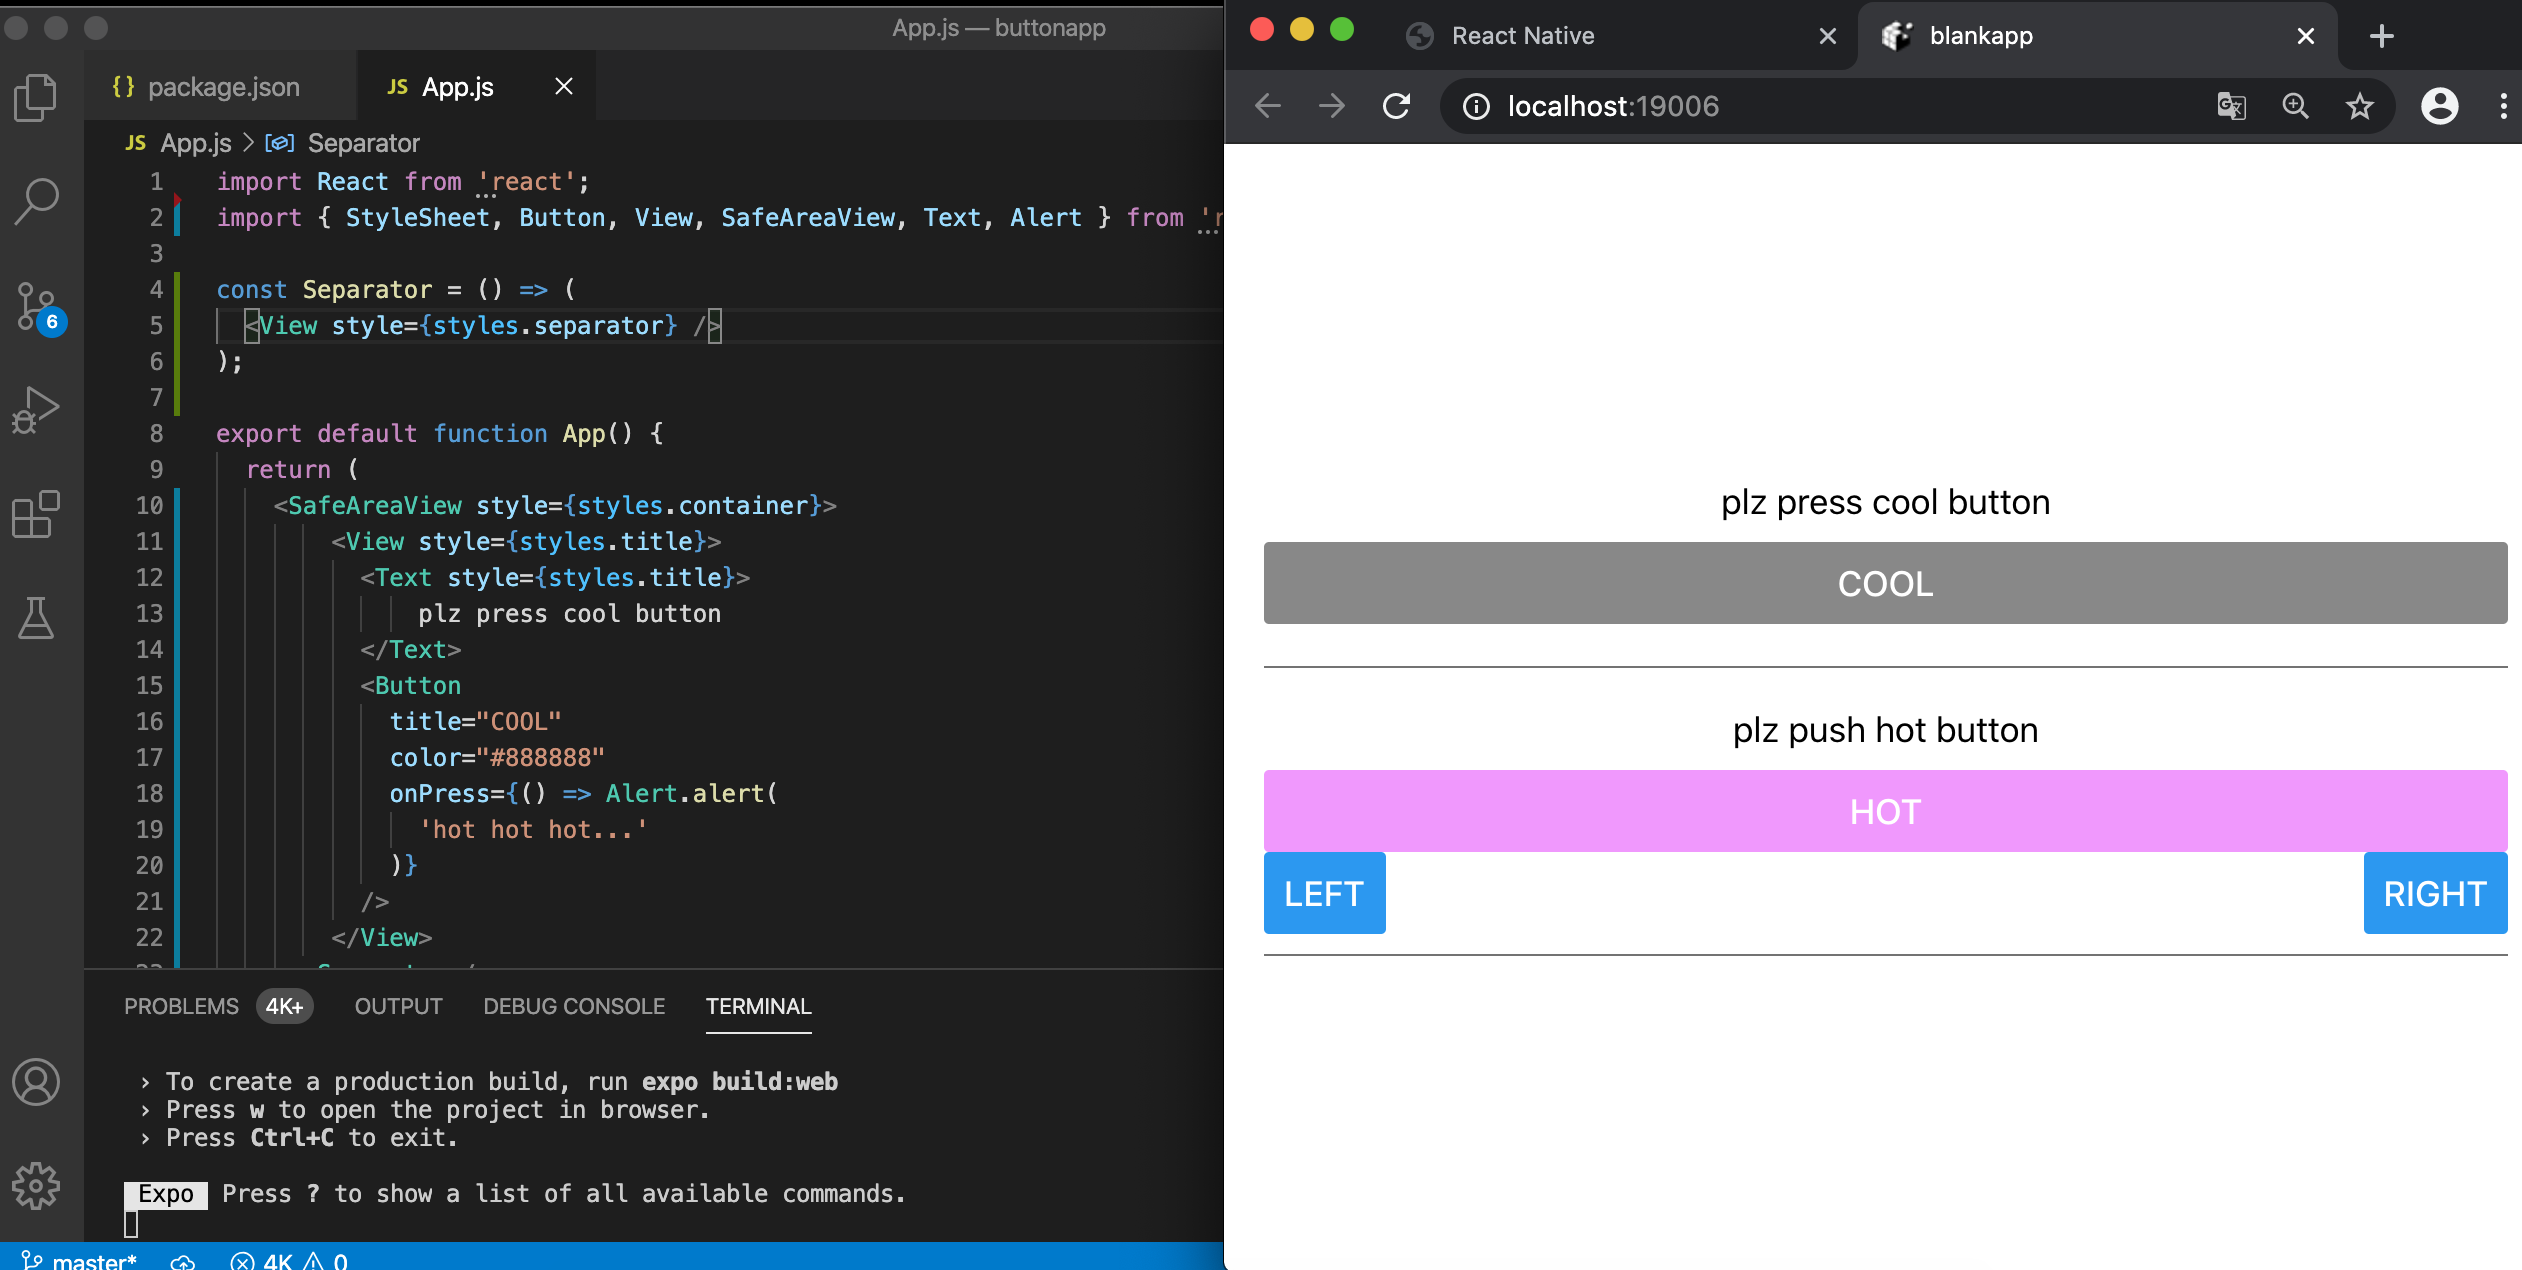 App.js — buttonapp
{} package.json
JS App.js
JS App.js > Separator
1 import React from 'react';
2 import { StyleSheet, Button, View, SafeAreaView, Text, Alert } from 'r
3
4 const Separator = () => (
5 <View style={styles.separator} />
6 );
7
8 export default function App() {
9 return (
10 <SafeAreaView style={styles.container}>
11 <View style={styles.title}>
12 <Text style={styles.title}>
13 plz press cool button
14 </Text>
15 <Button
16 title="COOL"
17 color="#888888"
18 onPress={() => Alert.alert(
19 'hot hot hot...'
20 )}
21 />
22 </View>
6
PROBLEMS 4K+ OUTPUT DEBUG CONSOLE TERMINAL
› To create a production build, run expo build:web
› Press w to open the project in browser.
› Press Ctrl+C to exit.
Expo Press ? to show a list of all available commands.
master* 4K 0
React Native
blankapp
localhost:19006
plz press cool button
COOL
plz push hot button
HOT
LEFT
RIGHT